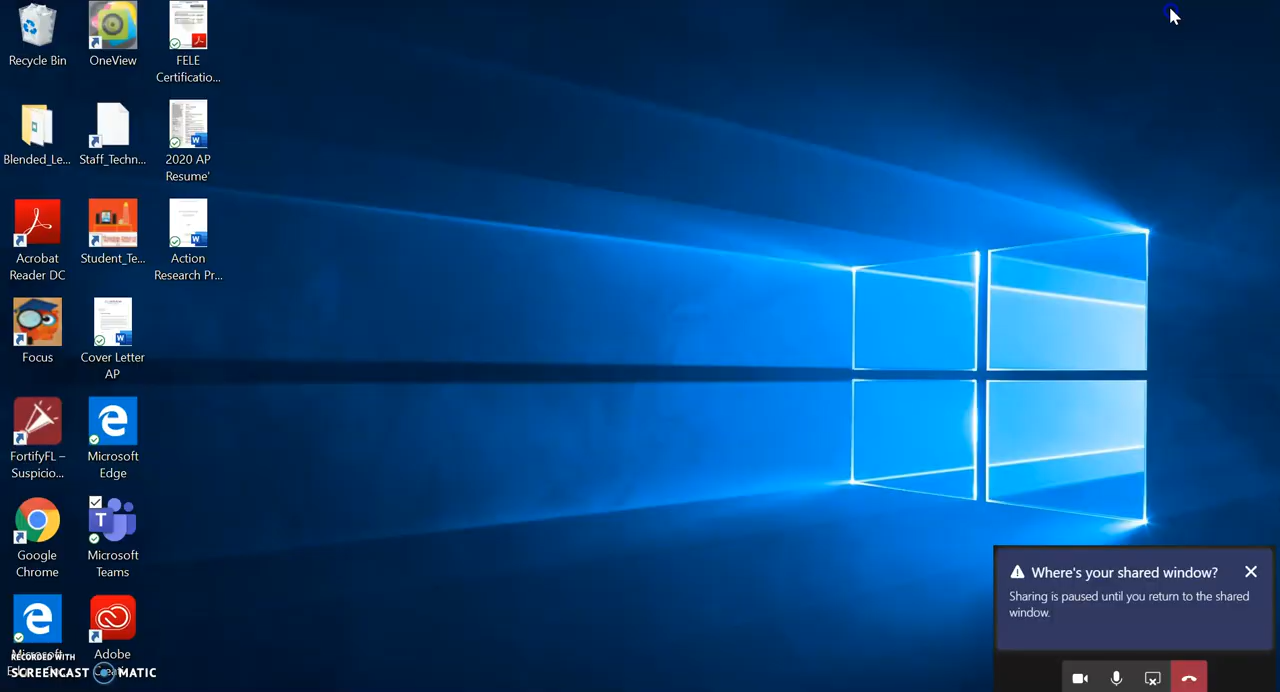 Recycle Bin
OneView
FELE
Certificatio...
Blended_Le...
Staff_Techn...
2020 AP
Resume'
Acrobat
Reader DC
Student_Te...
Action
Research Pr...
Focus
Cover Letter
AP
FortifyFL –
Suspicio...
Microsoft
Edge
Google
Chrome
Microsoft
Teams
Adobe
RECORDED WITH
SCREENCAST MATIC
Where's your shared window?
Sharing is paused until you return to the shared
window.